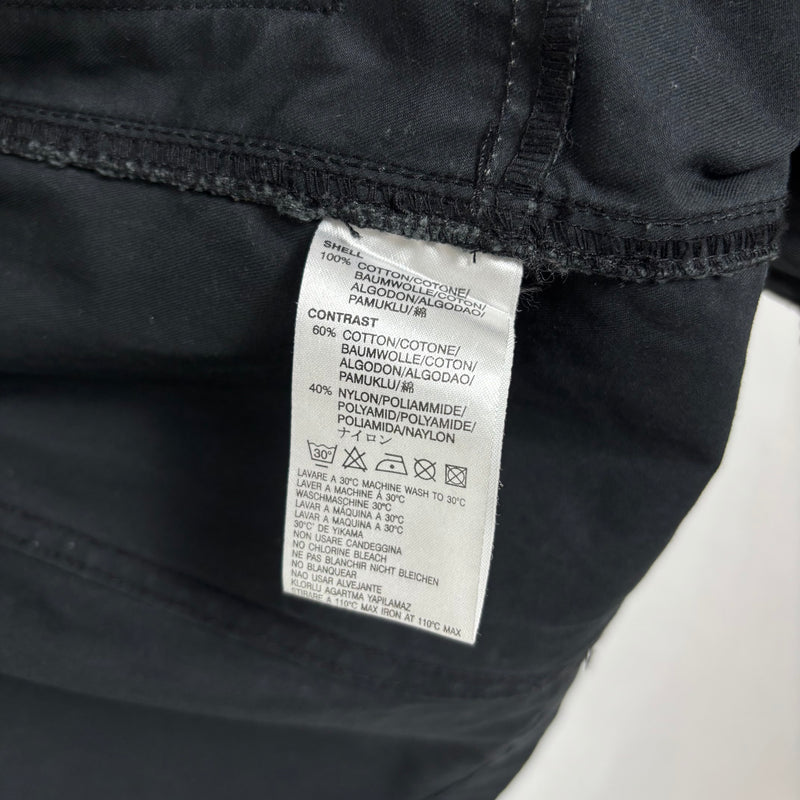 SHELL
100% COTTON/COTONE/
BAUMWOLLE/COTON/
ALGODON/ALGODAO/
PAMUKLU/綿
CONTRAST
60% COTTON/COTONE/
BAUMWOLLE/COTON/
ALGODON/ALGODAO/
PAMUKLU/綿
40% NYLON/POLIAMMIDE/
POLYAMID/POLYAMIDE/
POLIAMIDA/NAYLON
ナイロン
30°
LAVARE A 30°C MACHINE WASH TO 30°C
LAVER A MACHINE Á 30°C
WASCHMASCHINE 30°C
LAVAR A MÁQUINA A 30°C
LAVAR A MAQUINA A 30°C
30°C' DE YIKAMA
NON USARE CANDEGGINA
NO CHLORINE BLEACH
NE PAS BLANCHIR NICHT BLEICHEN
NO BLANQUEAR
NAO USAR ALVEJANTE
KLORLU AGARTMA YAPILAMAZ
STIRARE A 110°C MAX IRON AT 110°C MAX